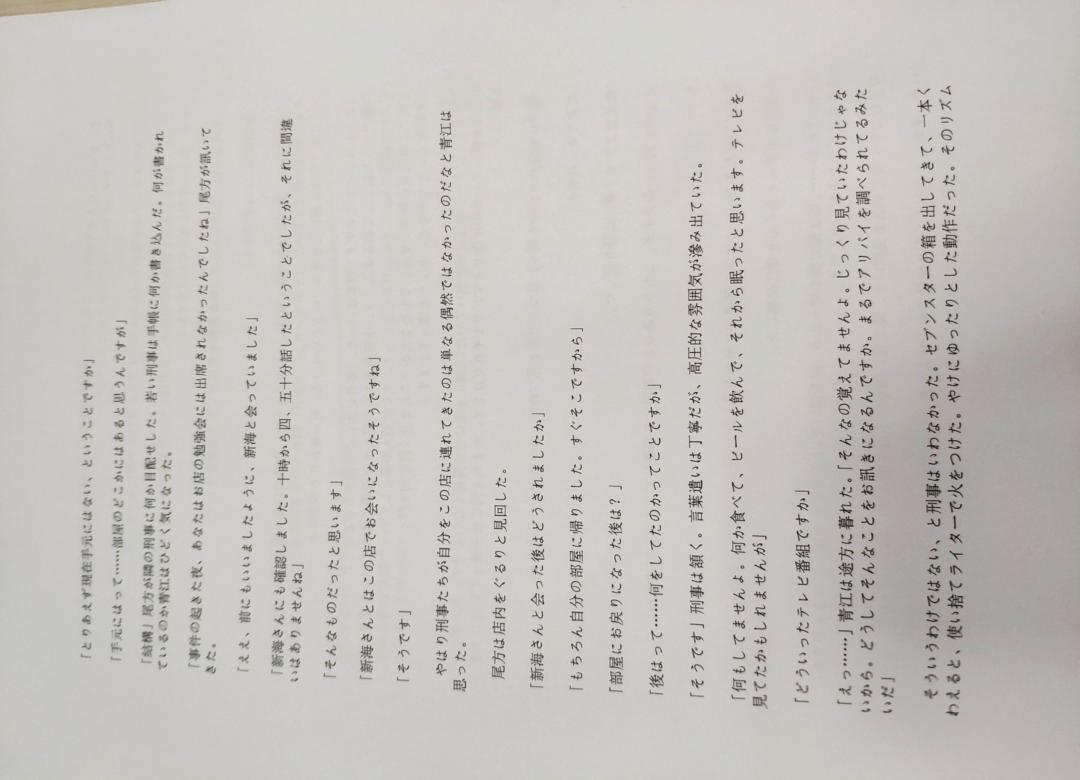 「とりあえず現在手元にはない、ということですか」
「手元にはって……部屋のどこかにはあると思うんですが」
「結構」尾方が隣の刑事に何か目配せした。若い刑事は手帳に何か書き込んだ。何が書かれ
ているのか青江はひどく気になった。
「事件の起きた夜、あなたはお店の勉強会には出席されなかったんでしたね」尾方が訊いて
きた。
「ええ、前にもいいましたように、新海と会っていました」
「新海さんにも確認しました。十時から四、五十分話したということでしたが、それに間違
いはありませんね」
「そんなものだったと思います」
「新海さんとはこの店でお会いになったそうですね」
「そうです」
やはり刑事たちが自分をこの店に連れてきたのは単なる偶然ではなかったのだなと青江は
思った。
尾方は店内をぐるりと見回した。
「新海さんと会った後はどうされましたか」
「もちろん自分の部屋に帰りました。すぐそこですから」
「部屋にお戻りになった後は？」
「後はって……何をしてたのかってことですか」
「そうです」刑事は頷く。言葉遣いは丁寧だが、高圧的な雰囲気が滲み出ていた。
「何もしてませんよ。何か食べて、ビールを飲んで、それから眠ったと思います。テレビを
見てたかもしれませんが」
「どういったテレビ番組ですか」
「えっ……」青江は途方に暮れた。「そんなの覚えてませんよ。じっくり見ていたわけじゃな
いから。どうしてそんなことをお訊きになるんですか。まるでアリバイを調べられてるみた
いだ」
そういうわけではない、と刑事はいわなかった。セブンスターの箱を出してきて、一本く
わえると、使い捨てライターで火をつけた。やけにゆったりとした動作だった。そのリズム